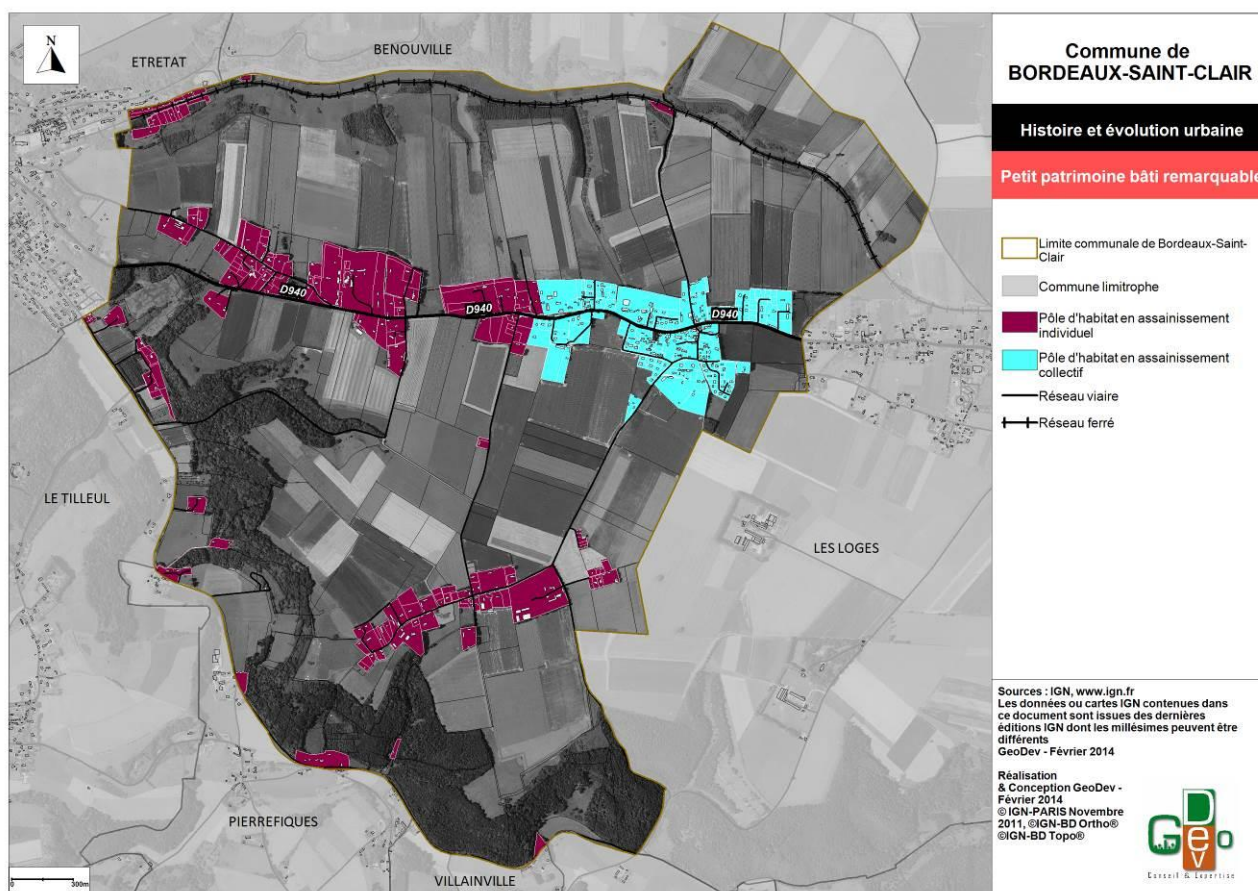 N
BENOUVILLE
ETRETAT
D940
D940
D940
LE TILLEUL
LES LOGES
PIERREFIQUES
VILLAINVILLE
0 300m
Commune de
BORDEAUX-SAINT-CLAIR
Histoire et évolution urbaine
Petit patrimoine bâti remarquable
Limite communale de Bordeaux-Saint-
Clair
Commune limitrophe
Pôle d'habitat en assainissement
individuel
Pôle d'habitat en assainissement
collectif
Réseau viaire
Réseau ferré
Sources : IGN, www.ign.fr
Les données ou cartes IGN contenues dans
ce document sont issues des dernières
éditions IGN dont les millésimes peuvent être
différents
GeoDev - Février 2014
Réalisation
& Conception GeoDev -
Février 2014
© IGN-PARIS Novembre
2011, ©IGN-BD Ortho®
©IGN-BD Topo®
GeoDev
Conseil & Expertise